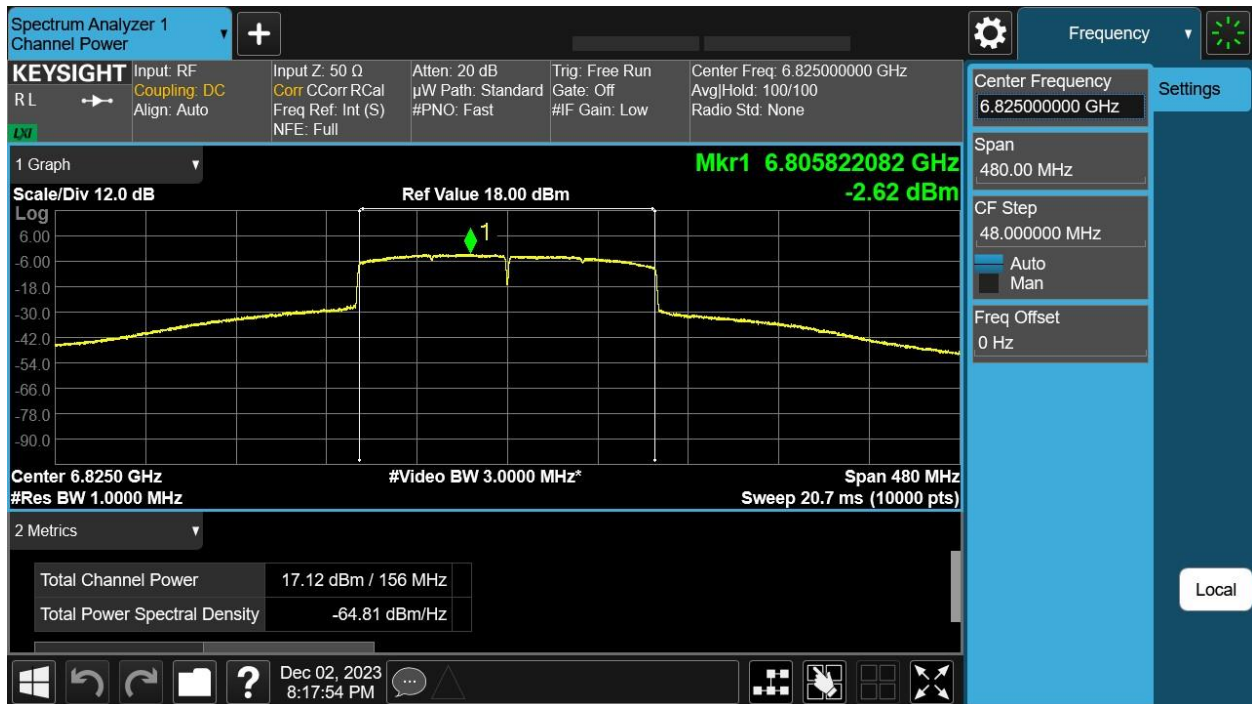 Spectrum Analyzer 1
Channel Power
+
Frequency
KEYSIGHT
RL
LXI
Input: RF
Coupling: DC
Align: Auto
Input Z: 50 Ω
Corr CCorr RCal
Freq Ref: Int (S)
NFE: Full
Atten: 20 dB
µW Path: Standard
#PNO: Fast
Trig: Free Run
Gate: Off
#IF Gain: Low
Center Freq: 6.825000000 GHz
Avg|Hold: 100/100
Radio Std: None
1 Graph
Mkr1 6.805822082 GHz
-2.62 dBm
Scale/Div 12.0 dB
Ref Value 18.00 dBm
Log
1
6.00
-6.00
-18.0
-30.0
-42.0
-54.0
-66.0
-78.0
-90.0
Center 6.8250 GHz
#Video BW 3.0000 MHz*
Span 480 MHz
#Res BW 1.0000 MHz
Sweep 20.7 ms (10000 pts)
2 Metrics
Total Channel Power 17.12 dBm / 156 MHz
Total Power Spectral Density -64.81 dBm/Hz
?
Dec 02, 2023
8:17:54 PM
Center Frequency
6.825000000 GHz
Span
480.00 MHz
CF Step
48.000000 MHz
Auto
Man
Freq Offset
0 Hz
Settings
Local